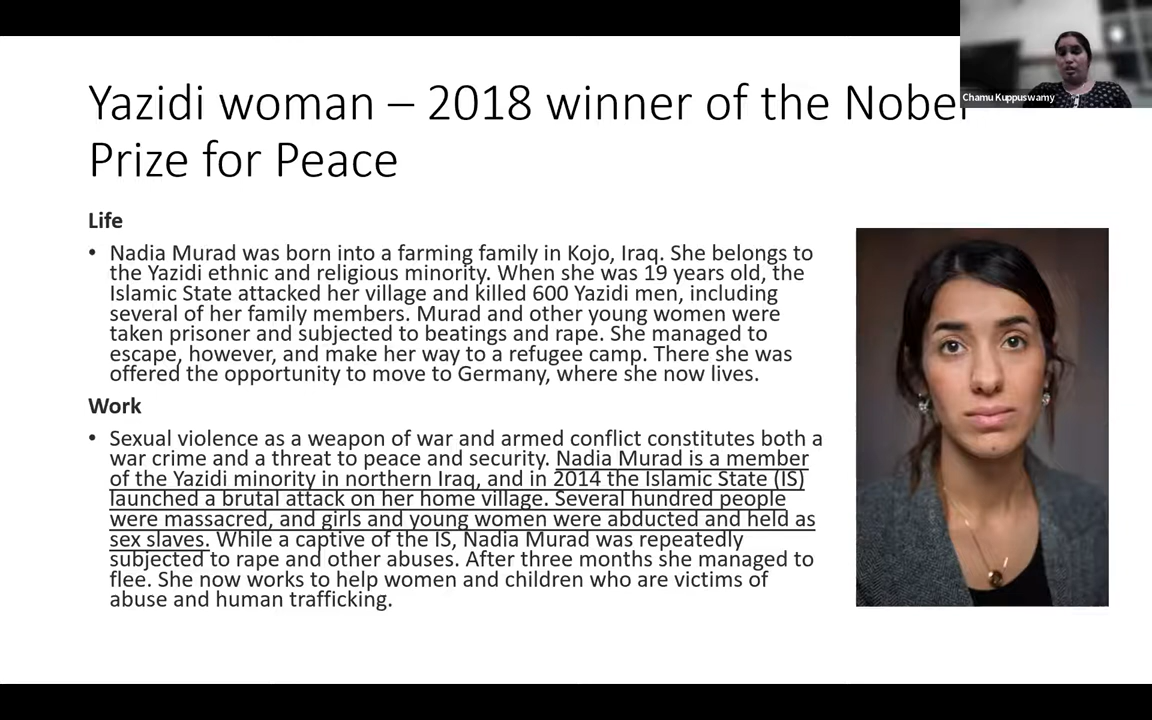 Yazidi woman – 2018 winner of the Nobel
Prize for Peace
Chamu Kuppuswamy
Life
• Nadia Murad was born into a farming family in Kojo, Iraq. She belongs to
the Yazidi ethnic and religious minority. When she was 19 years old, the
Islamic State attacked her village and killed 600 Yazidi men, including
several of her family members. Murad and other young women were
taken prisoner and subjected to beatings and rape. She managed to
escape, however, and make her way to a refugee camp. There she was
offered the opportunity to move to Germany, where she now lives.
Work
• Sexual violence as a weapon of war and armed conflict constitutes both a
war crime and a threat to peace and security. Nadia Murad is a member
of the Yazidi minority in northern Iraq, and in 2014 the Islamic State (IS)
launched a brutal attack on her home village. Several hundred people
were massacred, and girls and young women were abducted and held as
sex slaves. While a captive of the IS, Nadia Murad was repeatedly
subjected to rape and other abuses. After three months she managed to
flee. She now works to help women and children who are victims of
abuse and human trafficking.